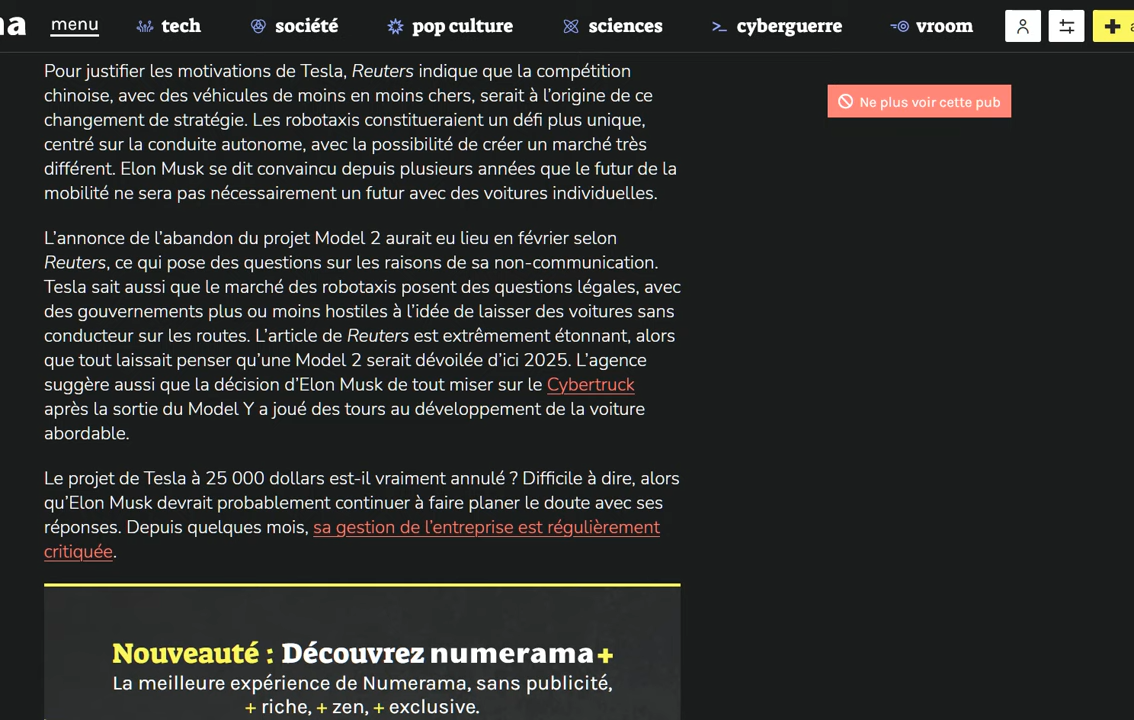 na menu tech société pop culture sciences cyberguerre vroom
Pour justifier les motivations de Tesla, Reuters indique que la compétition
chinoise, avec des véhicules de moins en moins chers, serait à l’origine de ce
changement de stratégie. Les robotaxis constitueraient un défi plus unique,
centré sur la conduite autonome, avec la possibilité de créer un marché très
différent. Elon Musk se dit convaincu depuis plusieurs années que le futur de la
mobilité ne sera pas nécessairement un futur avec des voitures individuelles.
L’annonce de l’abandon du projet Model 2 aurait eu lieu en février selon
Reuters, ce qui pose des questions sur les raisons de sa non-communication.
Tesla sait aussi que le marché des robotaxis posent des questions légales, avec
des gouvernements plus ou moins hostiles à l’idée de laisser des voitures sans
conducteur sur les routes. L’article de Reuters est extrêmement étonnant, alors
que tout laissait penser qu’une Model 2 serait dévoilée d’ici 2025. L’agence
suggère aussi que la décision d’Elon Musk de tout miser sur le Cybertruck
après la sortie du Model Y a joué des tours au développement de la voiture
abordable.
Le projet de Tesla à 25 000 dollars est-il vraiment annulé ? Difficile à dire, alors
qu’Elon Musk devrait probablement continuer à faire planer le doute avec ses
réponses. Depuis quelques mois, sa gestion de l’entreprise est régulièrement
critiquée.
Ne plus voir cette pub
Nouveauté : Découvrez numerama+
La meilleure expérience de Numerama, sans publicité,
+ riche, + zen, + exclusive.